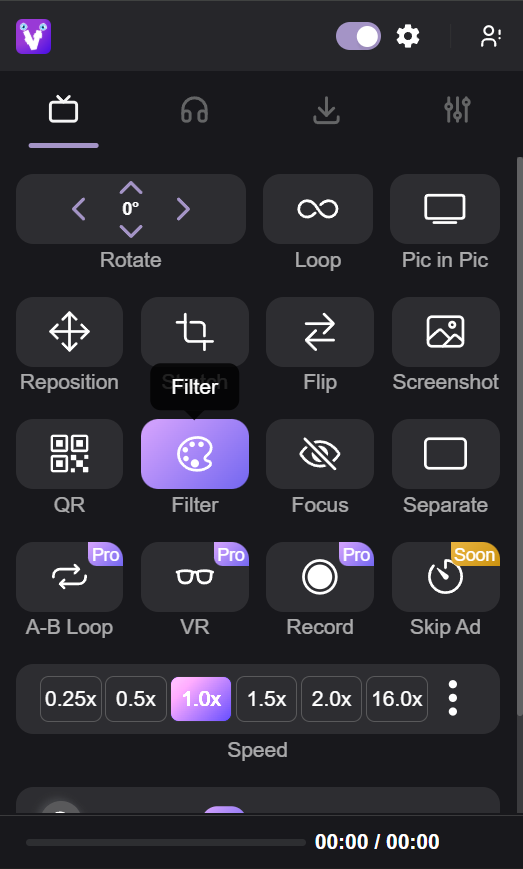 0°
Rotate
Loop
Pic in Pic
Reposition
Flip
Screenshot
Filter
QR
Filter
Focus
Separate
Pro
Pro
Pro
Soon
A-B Loop
VR
Record
Skip Ad
0.25x
0.5x
1.0x
1.5x
2.0x
16.0x
Speed
00:00 / 00:00